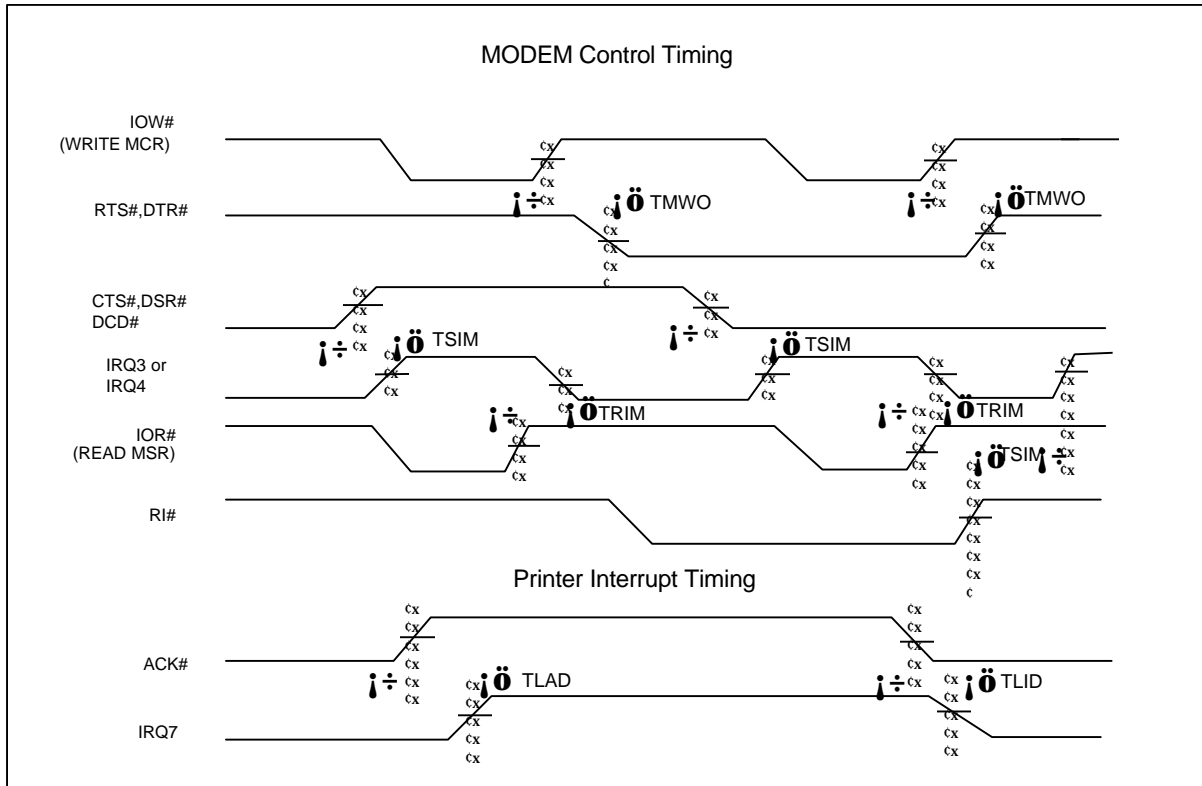 MODEM Control Timing
IOW#
(WRITE MCR)
RTS#,DTR#
TMWO
TMWO
CTS#,DSR#
DCD#
TSIM
TSIM
IRQ3 or
IRQ4
TRIM
TRIM
IOR#
(READ MSR)
TSIM
RI#
Printer Interrupt Timing
ACK#
TLAD
TLID
IRQ7